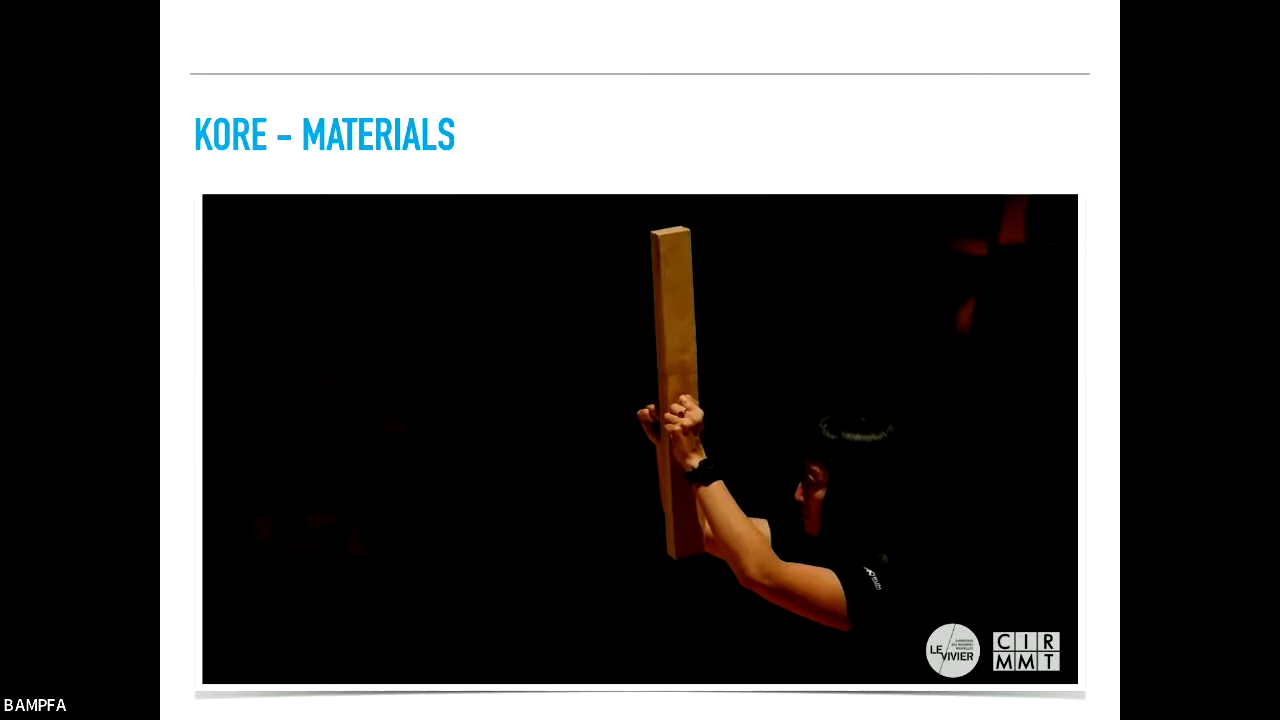 KORE – MATERIALS
LE
VIVIER
CIR
MMT
BAMPFA